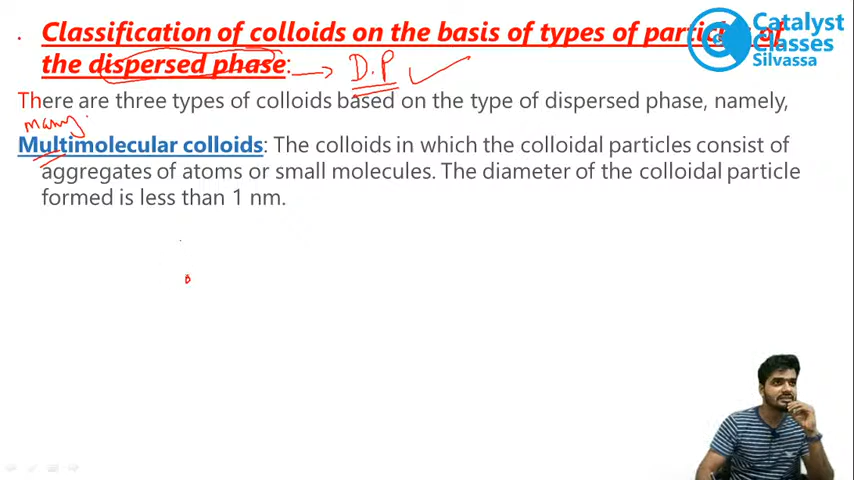 Classification of colloids on the basis of types of particles of
the dispersed phase:
→ D.P ✓
Catalyst
Classes
Silvassa
There are three types of colloids based on the type of dispersed phase, namely,
many
Multimolecular colloids: The colloids in which the colloidal particles consist of
aggregates of atoms or small molecules. The diameter of the colloidal particle
formed is less than 1 nm.